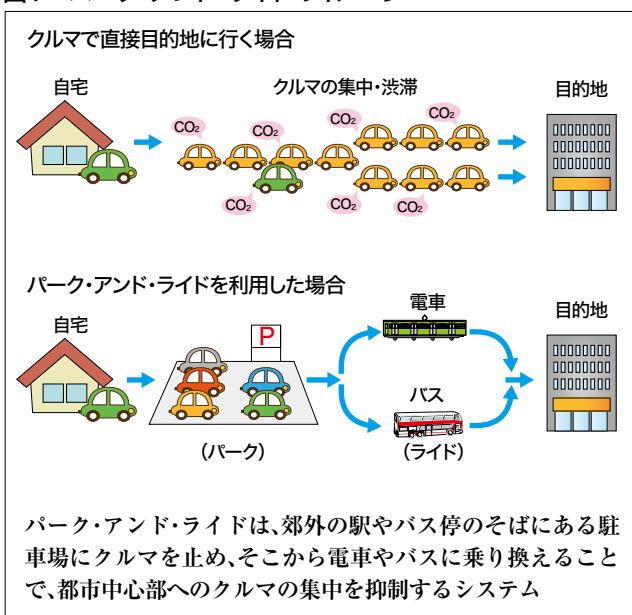 クルマで直接目的地に行く場合
自宅
クルマの集中・渋滞
目的地
CO₂
CO₂
CO₂
CO₂
CO₂
CO₂
CO₂
パーク・アンド・ライドを利用した場合
自宅
P
電車
目的地
バス
(パーク)
(ライド)
パーク・アンド・ライドは、郊外の駅やバス停のそばにある駐
車場にクルマを止め、そこから電車やバスに乗り換えること
で、都市中心部へのクルマの集中を抑制するシステム